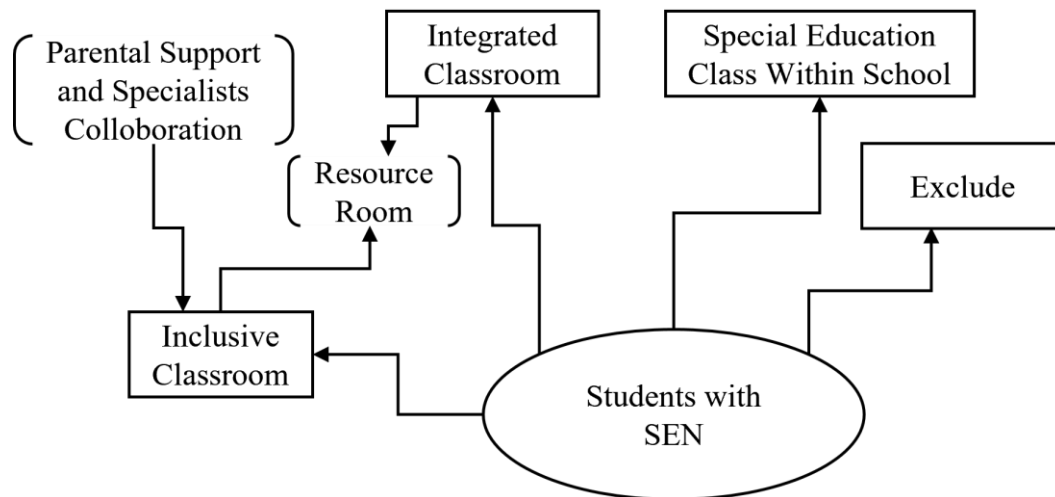 Parental Support
and Specialists
Colloboration
Integrated
Classroom
Special Education
Class Within School
Resource
Room
Exclude
Inclusive
Classroom
Students with
SEN